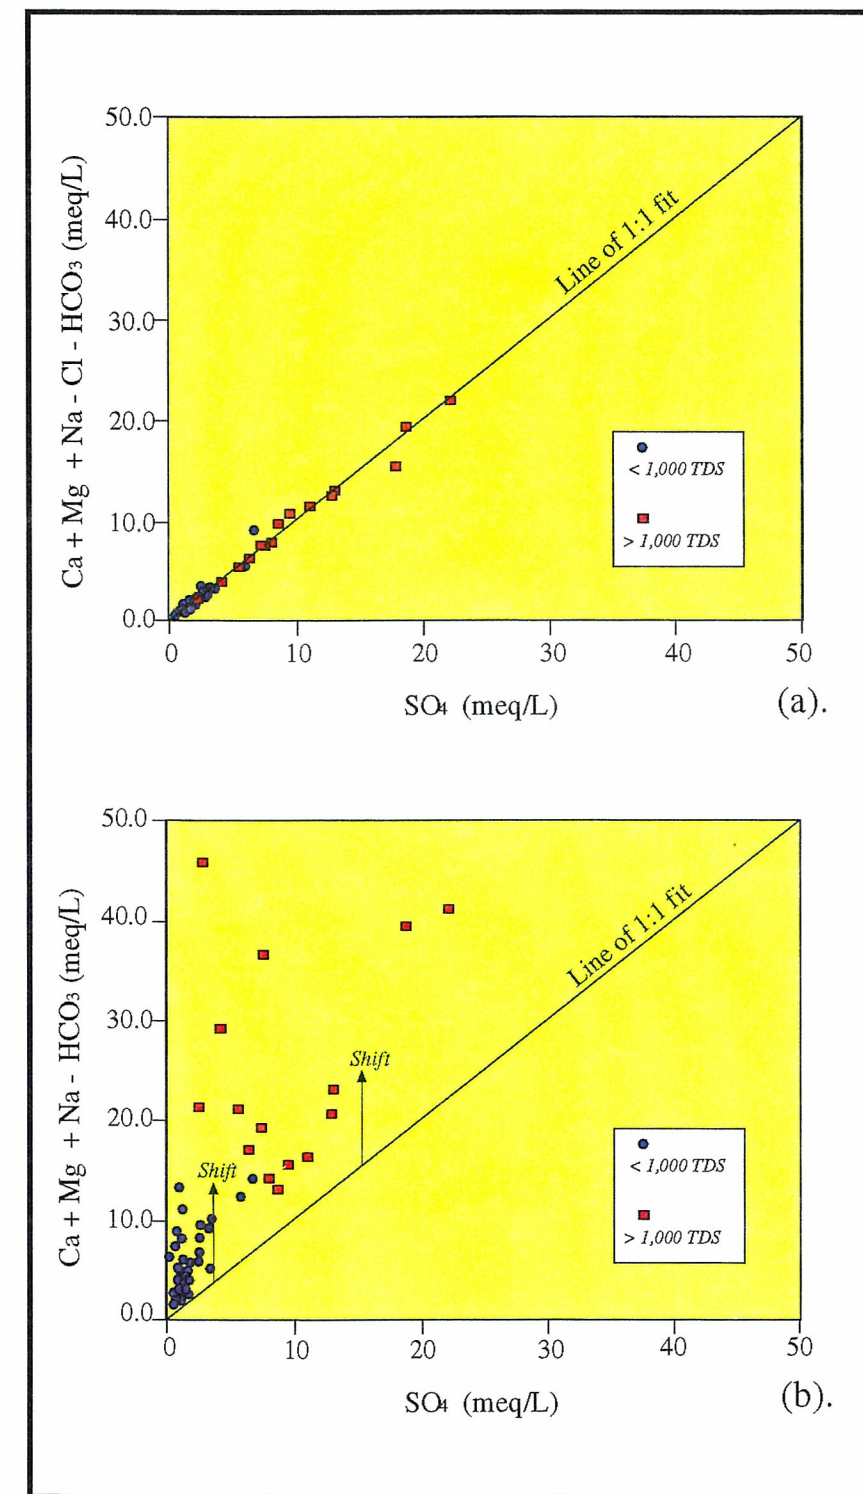 50.0
40.0
30.0
20.0
10.0
0.0
Ca + Mg + Na - Cl - HCO3 (meq/L)
Line of 1:1 fit
< 1,000 TDS
> 1,000 TDS
0 10 20 30 40 50
SO4 (meq/L)
(a).
50.0
40.0
30.0
20.0
10.0
0.0
Ca + Mg + Na - HCO3 (meq/L)
Line of 1:1 fit
Shift
Shift
< 1,000 TDS
> 1,000 TDS
0 10 20 30 40 50
SO4 (meq/L)
(b).